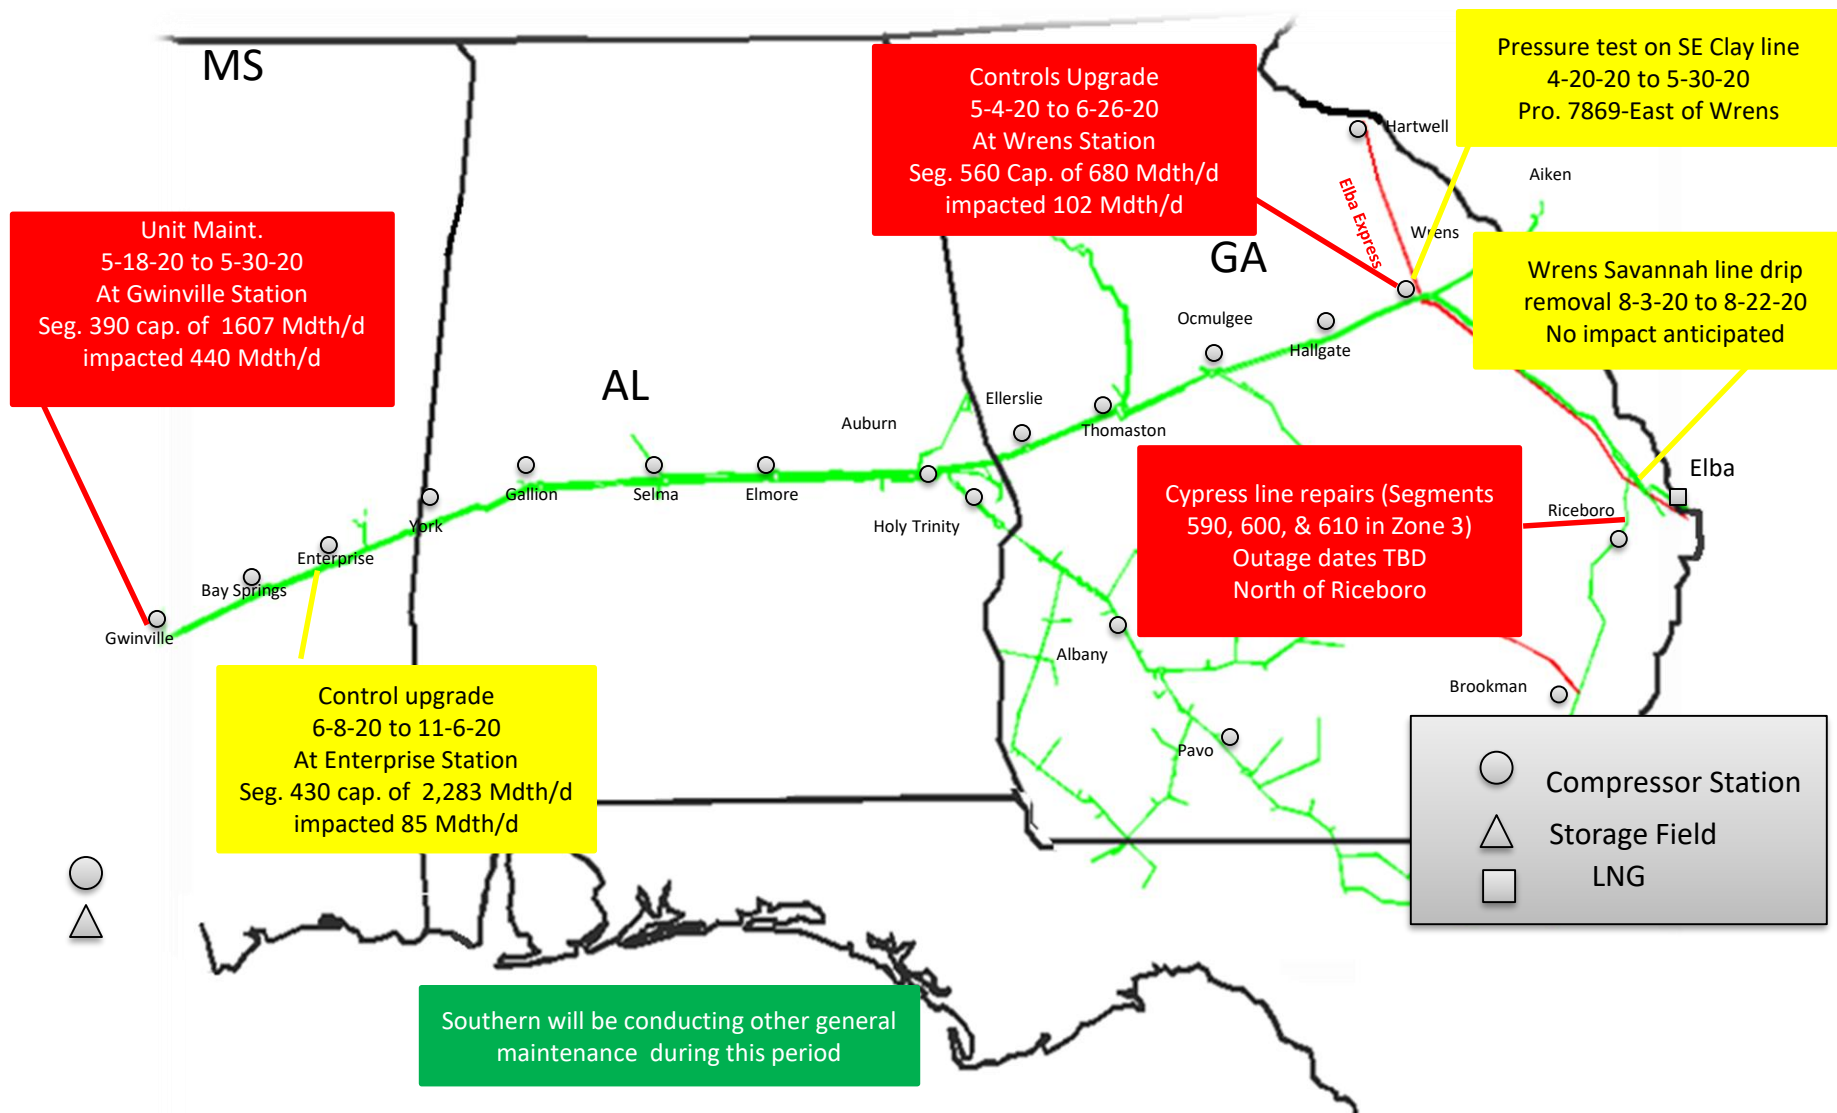 MS
Controls Upgrade
5-4-20 to 6-26-20
At Wrens Station
Seg. 560 Cap. of 680 Mdth/d
impacted 102 Mdth/d
Pressure test on SE Clay line
4-20-20 to 5-30-20
Pro. 7869-East of Wrens
Hartwell
Aiken
Elba Express
Wrens
GA
Unit Maint.
5-18-20 to 5-30-20
At Gwinville Station
Seg. 390 cap. of 1607 Mdth/d
impacted 440 Mdth/d
Wrens Savannah line drip
removal 8-3-20 to 8-22-20
No impact anticipated
Ocmulgee
Hallgate
AL
Ellerslie
Auburn
Thomaston
Gallion
Selma
Elmore
Holy Trinity
York
Enterprise
Bay Springs
Gwinville
Elba
Riceboro
Cypress line repairs (Segments
590, 600, & 610 in Zone 3)
Outage dates TBD
North of Riceboro
Albany
Brookman
Pavo
Control upgrade
6-8-20 to 11-6-20
At Enterprise Station
Seg. 430 cap. of 2,283 Mdth/d
impacted 85 Mdth/d
Compressor Station
Storage Field
LNG
Southern will be conducting other general
maintenance during this period